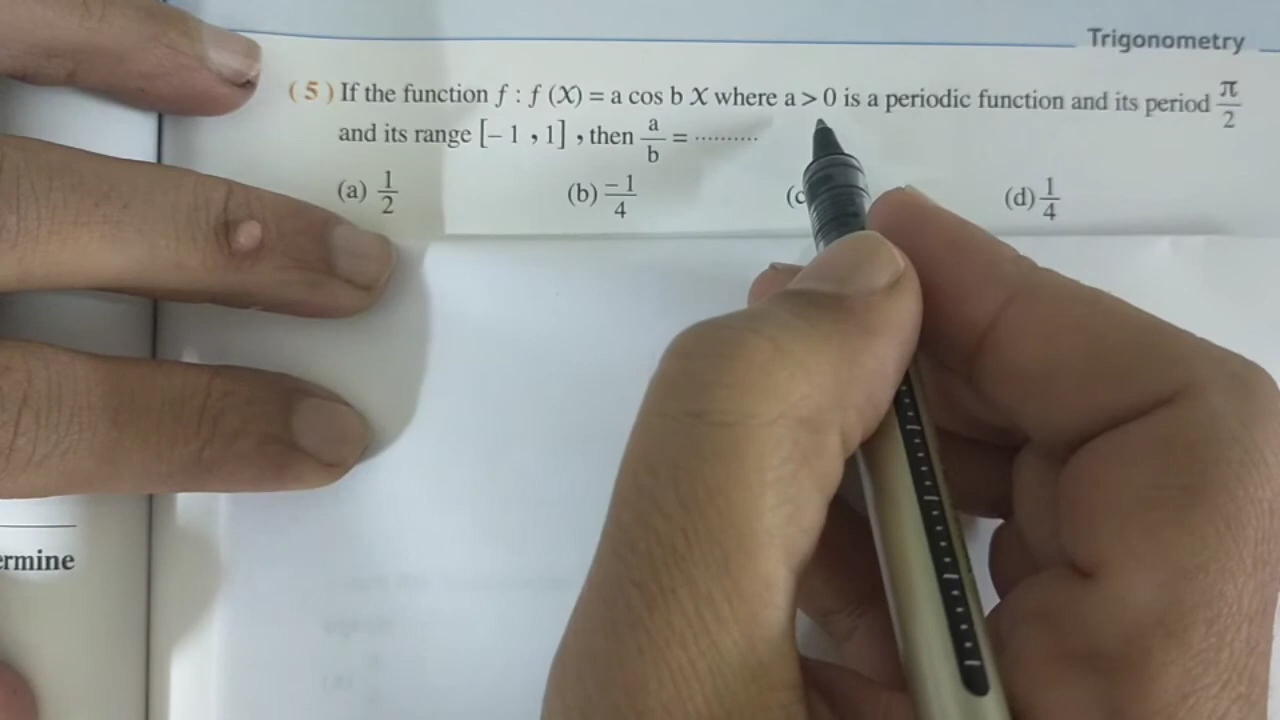 Trigonometry
( 5 ) If the function f : f (X) = a cos b X where a > 0 is a periodic function and its period π/2
and its range [– 1 , 1] , then a/b = ..........
(a) 1/2 (b) –1/4 (c (d) 1/4
ermine